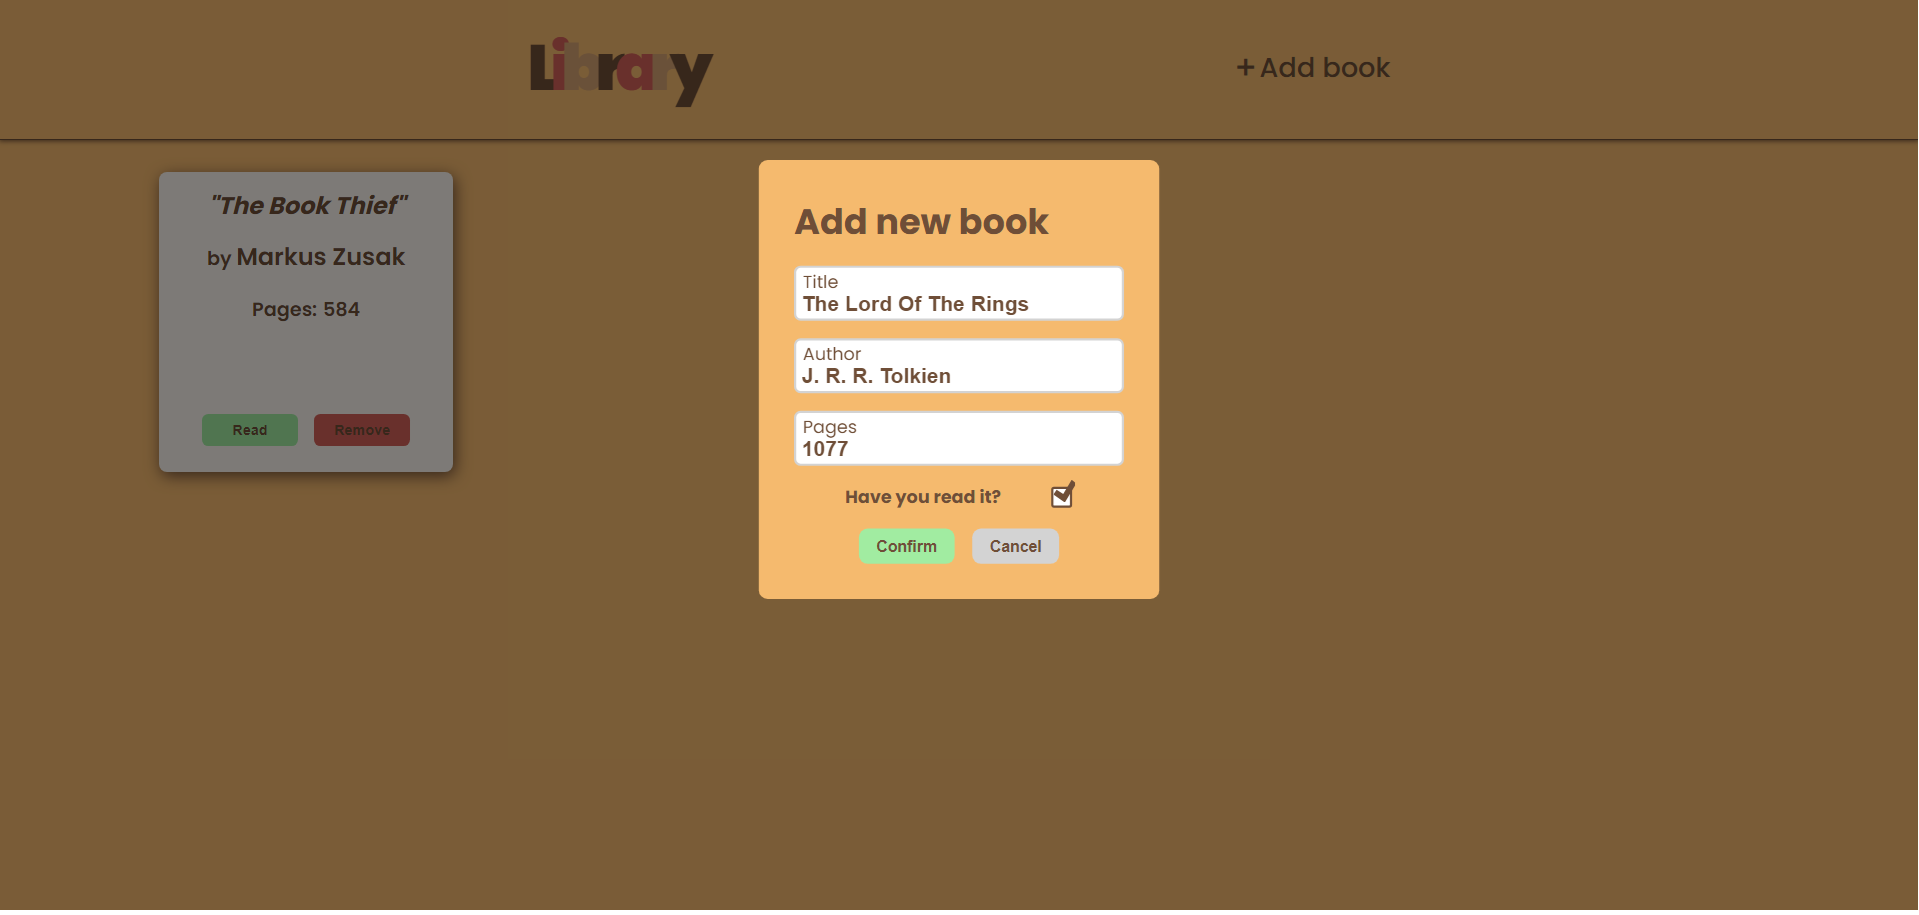 Library
+ Add book
"The Book Thief"
by Markus Zusak
Pages: 584
Read
Remove
Add new book
Title
The Lord Of The Rings
Author
J. R. R. Tolkien
Pages
1077
Have you read it?
Confirm
Cancel